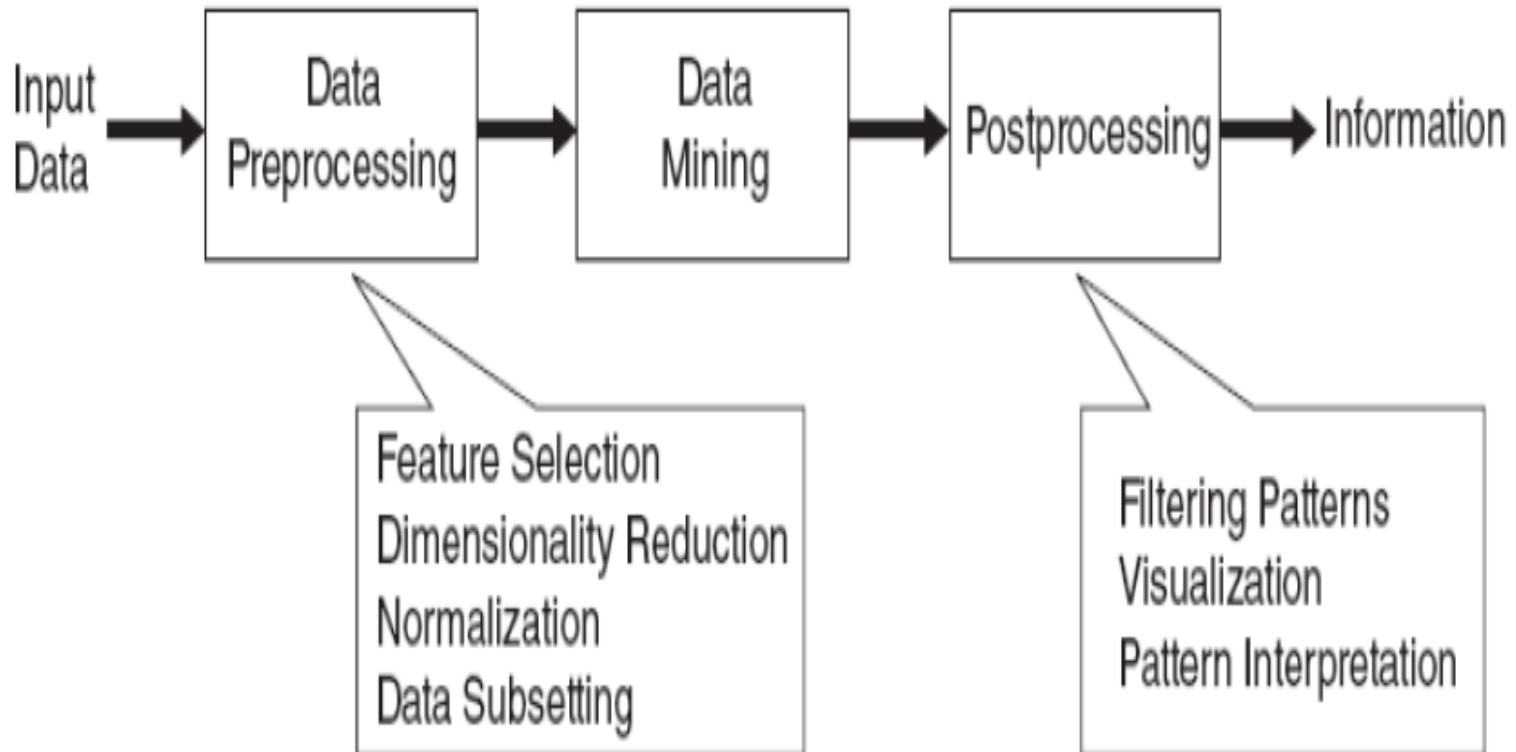 Input
Data
Data
Preprocessing
Data
Mining
Postprocessing
Information
Feature Selection
Dimensionality Reduction
Normalization
Data Subsetting
Filtering Patterns
Visualization
Pattern Interpretation